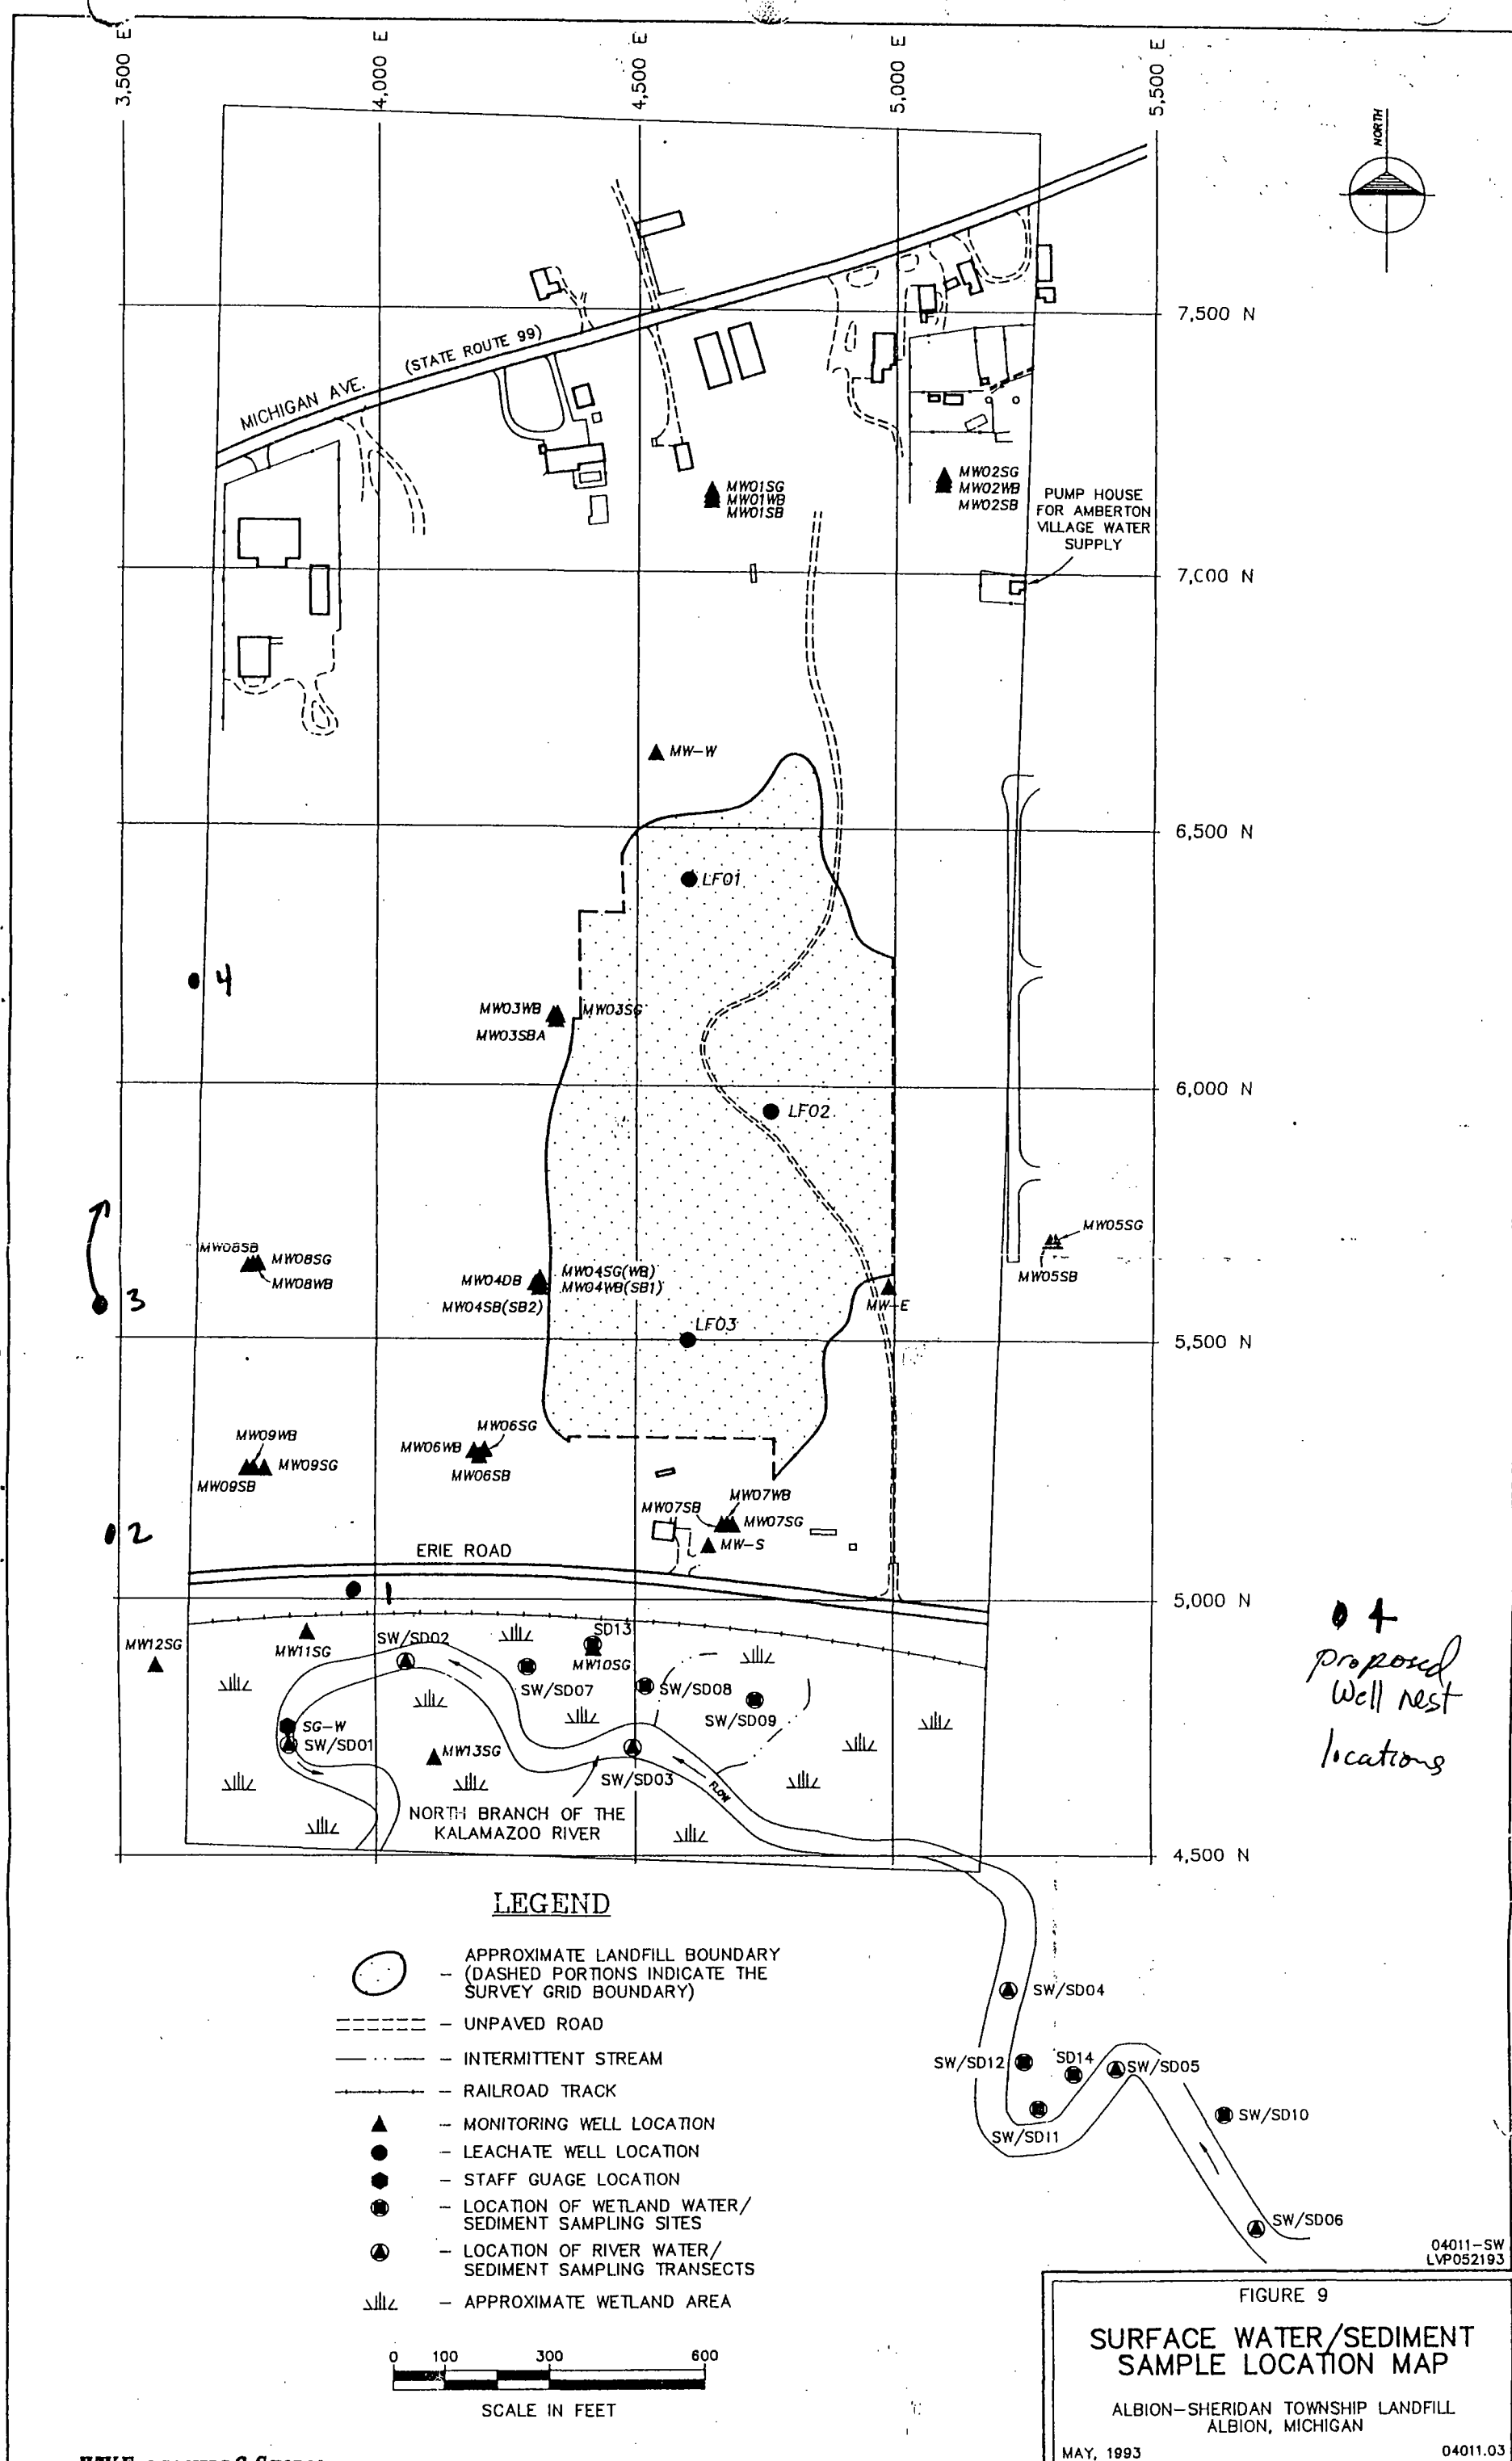 3,500 E
4,000 E
4,500 E
5,000 E
5,500 E
NORTH
7,500 N
MICHIGAN AVE.
(STATE ROUTE 99)
MW01SG
MW01WB
MW01SB
MW02SG
MW02WB
MW02SB
PUMP HOUSE
FOR AMBERTON
VILLAGE WATER
SUPPLY
7,000 N
MW-W
6,500 N
LF01
4
MW03WB
MW03SG
MW03SBA
6,000 N
LF02
MW05SG
MW05SB
MW08SB
MW08SG
MW08WB
3
MW04DB
MW04SG(WB)
MW04WB(SB1)
MW04SB(SB2)
MW-E
LF03
5,500 N
MW09WB
MW09SG
MW09SB
MW06SG
MW06WB
MW06SB
MW07WB
MW07SB
MW07SG
MW-S
2
ERIE ROAD
1
5,000 N
4
proposed
well nest
locations
MW12SG
MW11SG
SW/SD02
SD13
MW10SG
SW/SD07
SW/SD08
SW/SD09
SG-W
SW/SD01
MW13SG
SW/SD03
FLOW
NORTH BRANCH OF THE
KALAMAZOO RIVER
4,500 N
LEGEND
- APPROXIMATE LANDFILL BOUNDARY
(DASHED PORTIONS INDICATE THE
SURVEY GRID BOUNDARY)
- UNPAVED ROAD
- INTERMITTENT STREAM
- RAILROAD TRACK
- MONITORING WELL LOCATION
- LEACHATE WELL LOCATION
- STAFF GUAGE LOCATION
- LOCATION OF WETLAND WATER/
SEDIMENT SAMPLING SITES
- LOCATION OF RIVER WATER/
SEDIMENT SAMPLING TRANSECTS
- APPROXIMATE WETLAND AREA
SW/SD04
SW/SD12
SD14
SW/SD05
SW/SD11
SW/SD10
SW/SD06
0 100 300 600
SCALE IN FEET
04011-SW
LVP052193
FIGURE 9
SURFACE WATER/SEDIMENT
SAMPLE LOCATION MAP
ALBION-SHERIDAN TOWNSHIP LANDFILL
ALBION, MICHIGAN
MAY, 1993
04011.03